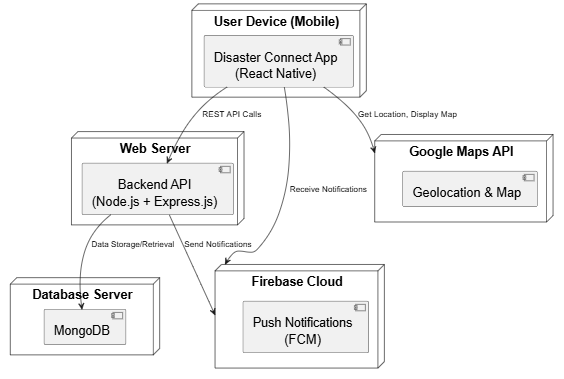 User Device (Mobile)
Disaster Connect App
(React Native)
REST API Calls
Get Location, Display Map
Web Server
Backend API
(Node.js + Express.js)
Google Maps API
Geolocation & Map
Receive Notifications
Data Storage/Retrieval
Send Notifications
Database Server
MongoDB
Firebase Cloud
Push Notifications
(FCM)